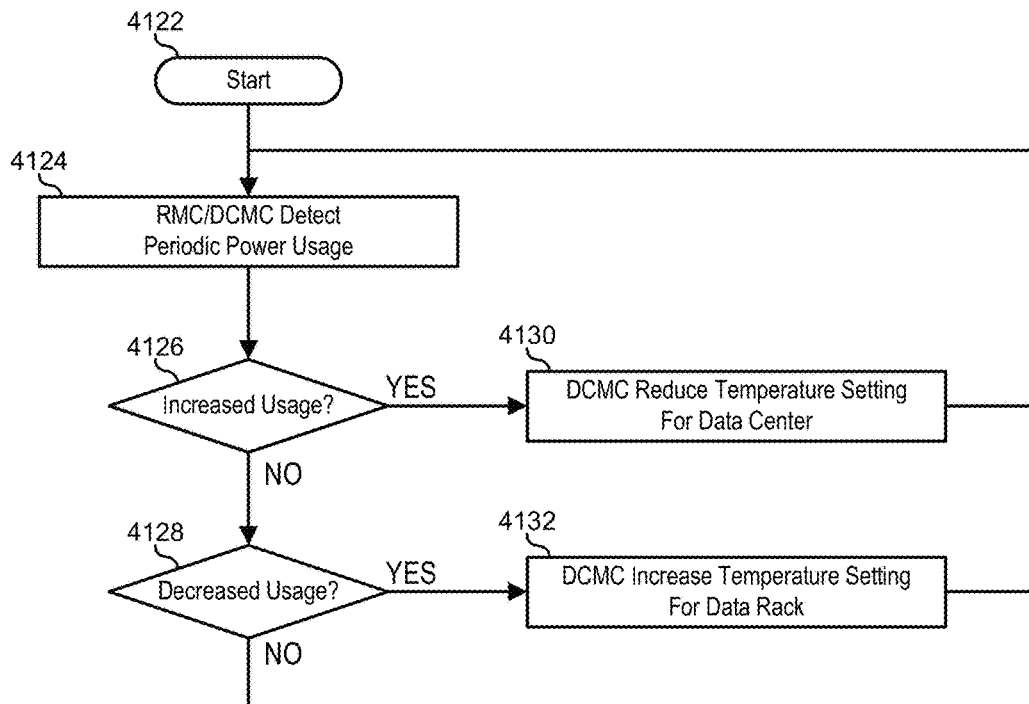 4122
Start
4124
RMC/DCMC Detect
Periodic Power Usage
4126
Increased Usage?
YES
4130
DCMC Reduce Temperature Setting
For Data Center
NO
4128
Decreased Usage?
YES
4132
DCMC Increase Temperature Setting
For Data Rack
NO